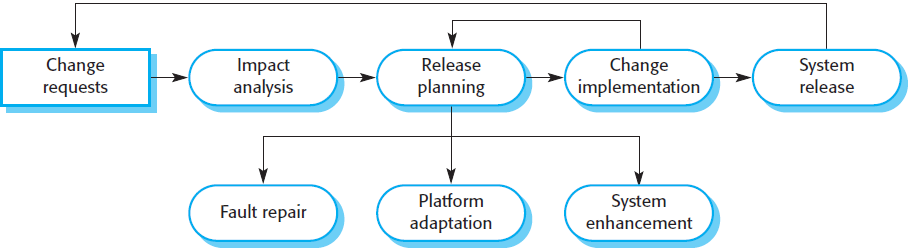 Change
requests
Impact
analysis
Release
planning
Change
implementation
System
release
Fault repair
Platform
adaptation
System
enhancement